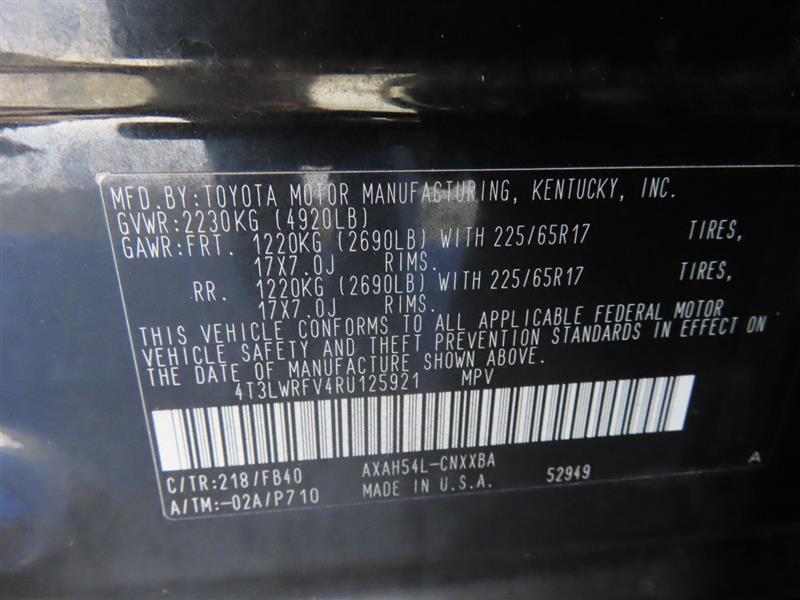 MFD.BY:TOYOTA MOTOR MANUFACTURING, KENTUCKY, INC.
GVWR:2230KG (4920LB)
GAWR:FRT. 1220KG (2690LB) WITH 225/65R17 TIRES,
17X7.0J RIMS.
RR. 1220KG (2690LB) WITH 225/65R17 TIRES,
17X7.0J RIMS.
THIS VEHICLE CONFORMS TO ALL APPLICABLE FEDERAL MOTOR
VEHICLE SAFETY AND THEFT PREVENTION STANDARDS IN EFFECT ON
THE DATE OF MANUFACTURE SHOWN ABOVE.
4T3LWRFV4RU125921 MPV
C/TR:218/FB40 AXAH54L-CNXXBA A
A/TM:-02A/P710 MADE IN U.S.A. 52949